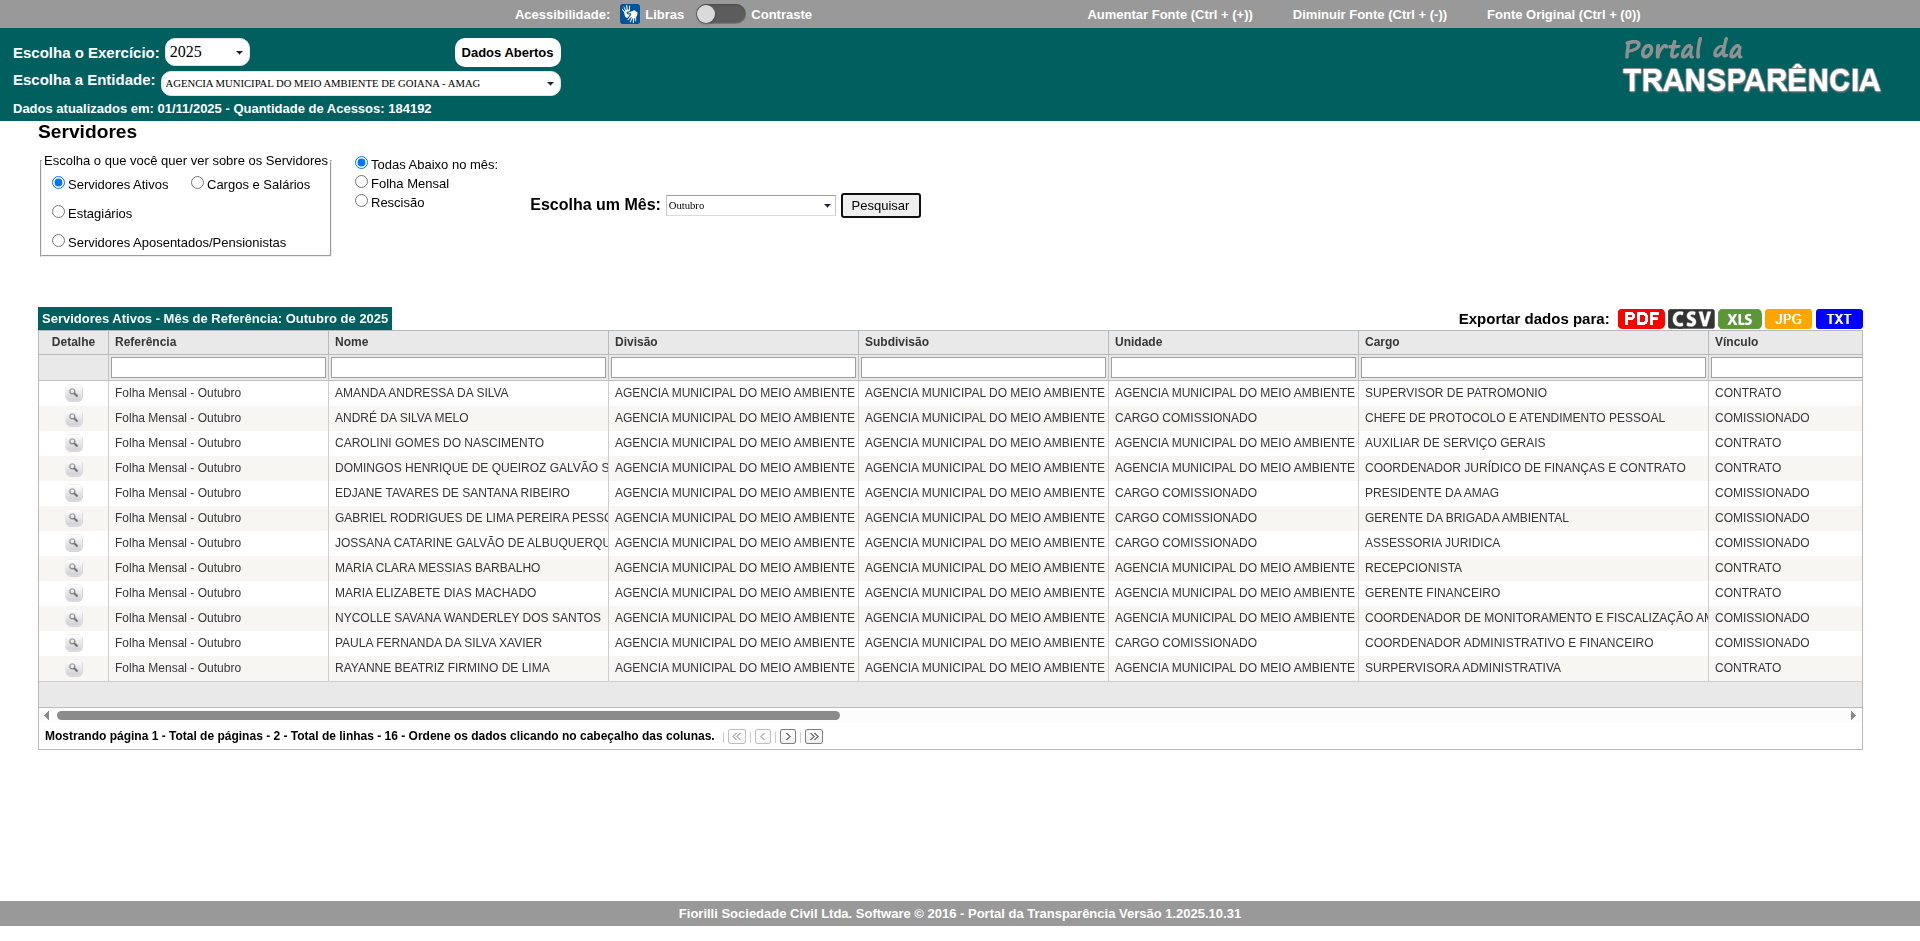 Acessibilidade: Libras Contraste Aumentar Fonte (Ctrl + (+)) Diminuir Fonte (Ctrl + (-)) Fonte Original (Ctrl + (0))
Escolha o Exercício: 2025 Dados Abertos
Escolha a Entidade: AGENCIA MUNICIPAL DO MEIO AMBIENTE DE GOIANA - AMAG
Dados atualizados em: 01/11/2025 - Quantidade de Acessos: 184192
Portal da
TRANSPARÊNCIA
Servidores
Escolha o que você quer ver sobre os Servidores
Servidores Ativos Cargos e Salários
Estagiários
Servidores Aposentados/Pensionistas
Todas Abaixo no mês:
Folha Mensal
Rescisão
Escolha um Mês: Outubro Pesquisar
Servidores Ativos - Mês de Referência: Outubro de 2025
Exportar dados para: PDF CSV XLS JPG TXT
Detalhe Referência Nome Divisão Subdivisão Unidade Cargo Vínculo
Folha Mensal - Outubro AMANDA ANDRESSA DA SILVA AGENCIA MUNICIPAL DO MEIO AMBIENTE AGENCIA MUNICIPAL DO MEIO AMBIENTE AGENCIA MUNICIPAL DO MEIO AMBIENTE SUPERVISOR DE PATROMONIO CONTRATO
Folha Mensal - Outubro ANDRÉ DA SILVA MELO AGENCIA MUNICIPAL DO MEIO AMBIENTE AGENCIA MUNICIPAL DO MEIO AMBIENTE CARGO COMISSIONADO CHEFE DE PROTOCOLO E ATENDIMENTO PESSOAL COMISSIONADO
Folha Mensal - Outubro CAROLINI GOMES DO NASCIMENTO AGENCIA MUNICIPAL DO MEIO AMBIENTE AGENCIA MUNICIPAL DO MEIO AMBIENTE AGENCIA MUNICIPAL DO MEIO AMBIENTE AUXILIAR DE SERVIÇO GERAIS CONTRATO
Folha Mensal - Outubro DOMINGOS HENRIQUE DE QUEIROZ GALVÃO S AGENCIA MUNICIPAL DO MEIO AMBIENTE AGENCIA MUNICIPAL DO MEIO AMBIENTE AGENCIA MUNICIPAL DO MEIO AMBIENTE COORDENADOR JURÍDICO DE FINANÇAS E CONTRATO CONTRATO
Folha Mensal - Outubro EDJANE TAVARES DE SANTANA RIBEIRO AGENCIA MUNICIPAL DO MEIO AMBIENTE AGENCIA MUNICIPAL DO MEIO AMBIENTE CARGO COMISSIONADO PRESIDENTE DA AMAG COMISSIONADO
Folha Mensal - Outubro GABRIEL RODRIGUES DE LIMA PEREIRA PESSO AGENCIA MUNICIPAL DO MEIO AMBIENTE AGENCIA MUNICIPAL DO MEIO AMBIENTE CARGO COMISSIONADO GERENTE DA BRIGADA AMBIENTAL COMISSIONADO
Folha Mensal - Outubro JOSSANA CATARINE GALVÃO DE ALBUQUERQU AGENCIA MUNICIPAL DO MEIO AMBIENTE AGENCIA MUNICIPAL DO MEIO AMBIENTE CARGO COMISSIONADO ASSESSORIA JURIDICA COMISSIONADO
Folha Mensal - Outubro MARIA CLARA MESSIAS BARBALHO AGENCIA MUNICIPAL DO MEIO AMBIENTE AGENCIA MUNICIPAL DO MEIO AMBIENTE AGENCIA MUNICIPAL DO MEIO AMBIENTE RECEPCIONISTA CONTRATO
Folha Mensal - Outubro MARIA ELIZABETE DIAS MACHADO AGENCIA MUNICIPAL DO MEIO AMBIENTE AGENCIA MUNICIPAL DO MEIO AMBIENTE AGENCIA MUNICIPAL DO MEIO AMBIENTE GERENTE FINANCEIRO CONTRATO
Folha Mensal - Outubro NYCOLLE SAVANA WANDERLEY DOS SANTOS AGENCIA MUNICIPAL DO MEIO AMBIENTE AGENCIA MUNICIPAL DO MEIO AMBIENTE AGENCIA MUNICIPAL DO MEIO AMBIENTE COORDENADOR DE MONITORAMENTO E FISCALIZAÇÃO AM COMISSIONADO
Folha Mensal - Outubro PAULA FERNANDA DA SILVA XAVIER AGENCIA MUNICIPAL DO MEIO AMBIENTE AGENCIA MUNICIPAL DO MEIO AMBIENTE CARGO COMISSIONADO COORDENADOR ADMINISTRATIVO E FINANCEIRO COMISSIONADO
Folha Mensal - Outubro RAYANNE BEATRIZ FIRMINO DE LIMA AGENCIA MUNICIPAL DO MEIO AMBIENTE AGENCIA MUNICIPAL DO MEIO AMBIENTE AGENCIA MUNICIPAL DO MEIO AMBIENTE SURPERVISORA ADMINISTRATIVA CONTRATO
Mostrando página 1 - Total de páginas - 2 - Total de linhas - 16 - Ordene os dados clicando no cabeçalho das colunas.
Fiorilli Sociedade Civil Ltda. Software © 2016 - Portal da Transparência Versão 1.2025.10.31